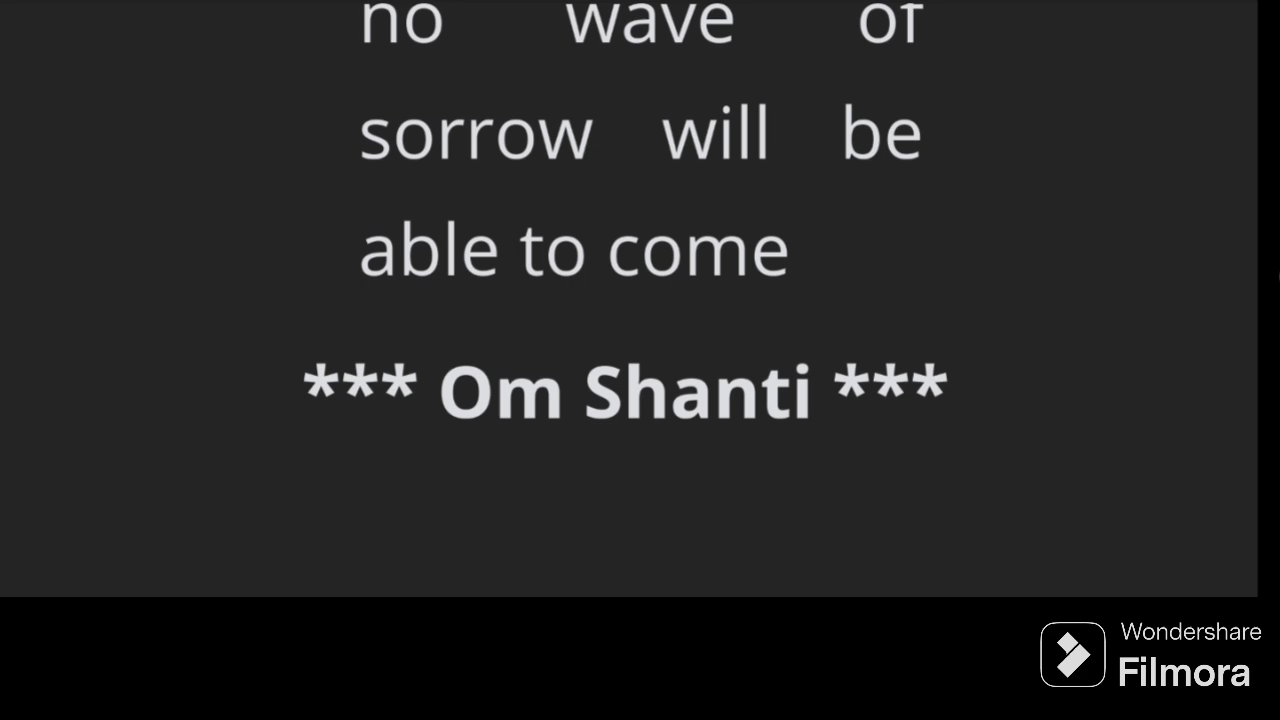 no wave of
sorrow will be
able to come
*** Om Shanti ***
Wondershare
Filmora